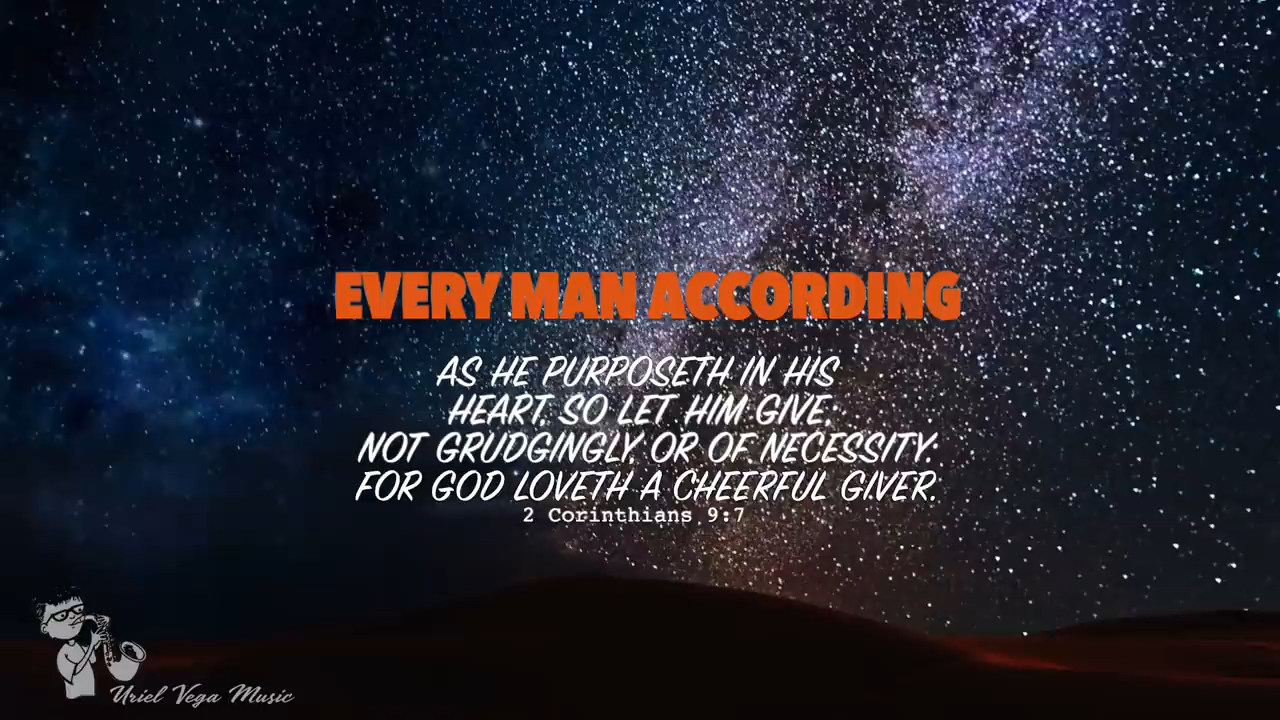 EVERY MAN ACCORDING
AS HE PURPOSETH IN HIS
HEART, SO LET HIM GIVE;
NOT GRUDGINGLY, OR OF NECESSITY:
FOR GOD LOVETH A CHEERFUL GIVER.
2 Corinthians 9:7
Uriel Vega Music